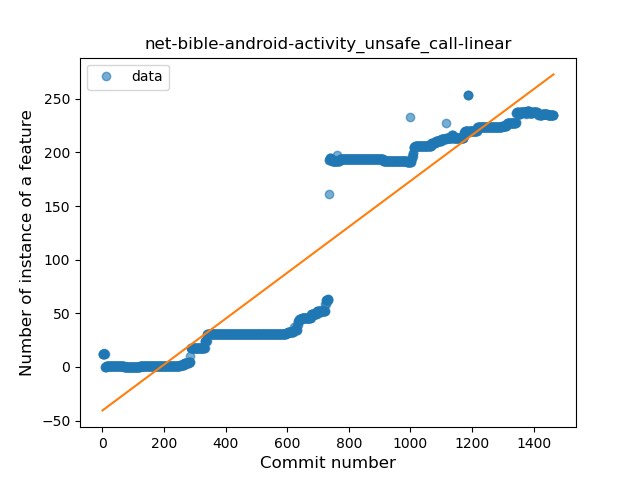 net-bible-android-activity_unsafe_call-linear
data
Number of instance of a feature
250
200
150
100
50
0
−50
0 200 400 600 800 1000 1200 1400
Commit number